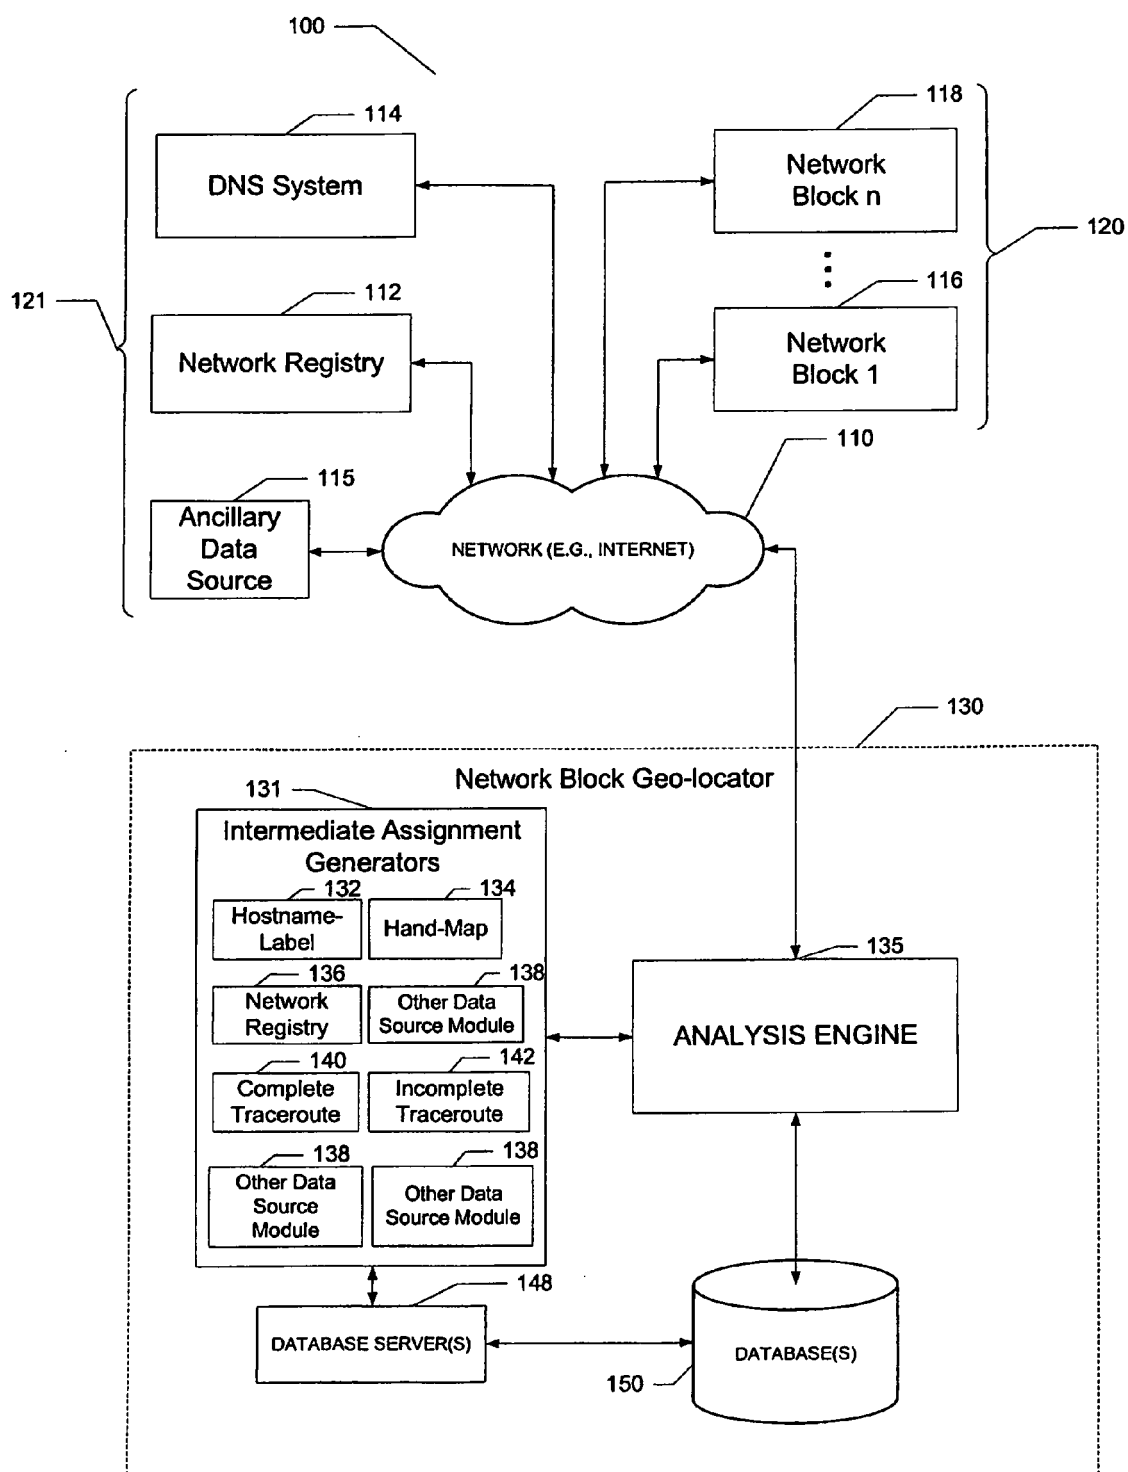 100
114
DNS System
118
Network
Block n
120
121
112
Network Registry
116
Network
Block 1
110
115
Ancillary
Data
Source
NETWORK (E.G., INTERNET)
130
Network Block Geo-locator
131
Intermediate Assignment
Generators
132
Hostname-
Label
134
Hand-Map
136
Network
Registry
138
Other Data
Source Module
140
Complete
Traceroute
142
Incomplete
Traceroute
138
Other Data
Source
Module
138
Other Data
Source Module
135
ANALYSIS ENGINE
148
DATABASE SERVER(S)
DATABASE(S)
150